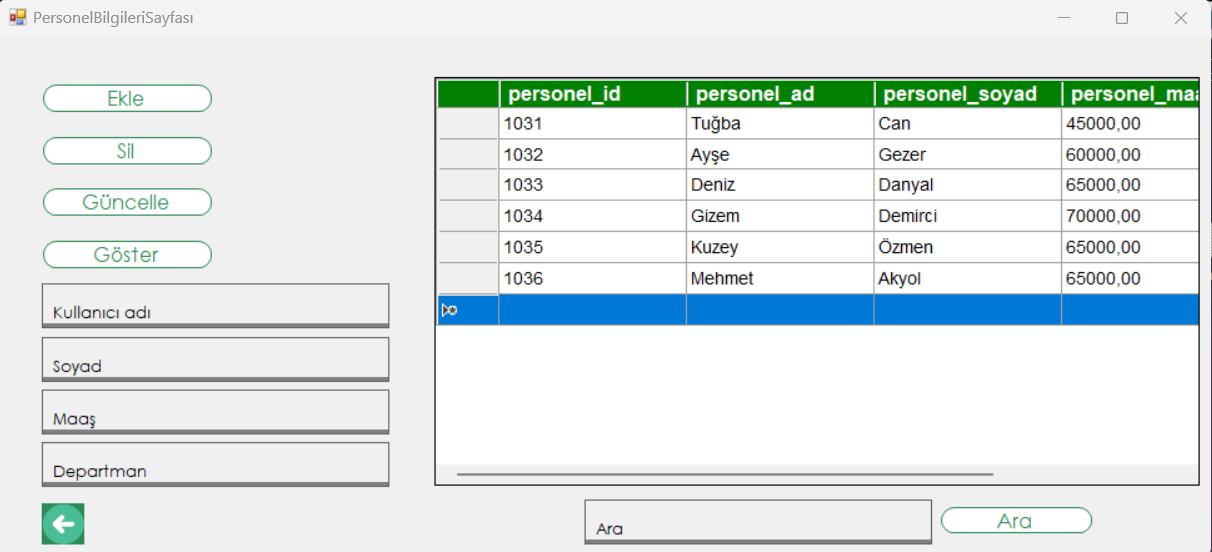 PersonelBilgileriSayfası
Ekle
Sil
Güncelle
Göster
Kullanıcı adı
Soyad
Maaş
Departman
personel_id personel_ad personel_soyad personel_maa
1031 Tuğba Can 45000,00
1032 Ayşe Gezer 60000,00
1033 Deniz Danyal 65000,00
1034 Gizem Demirci 70000,00
1035 Kuzey Özmen 65000,00
1036 Mehmet Akyol 65000,00
Ara
Ara